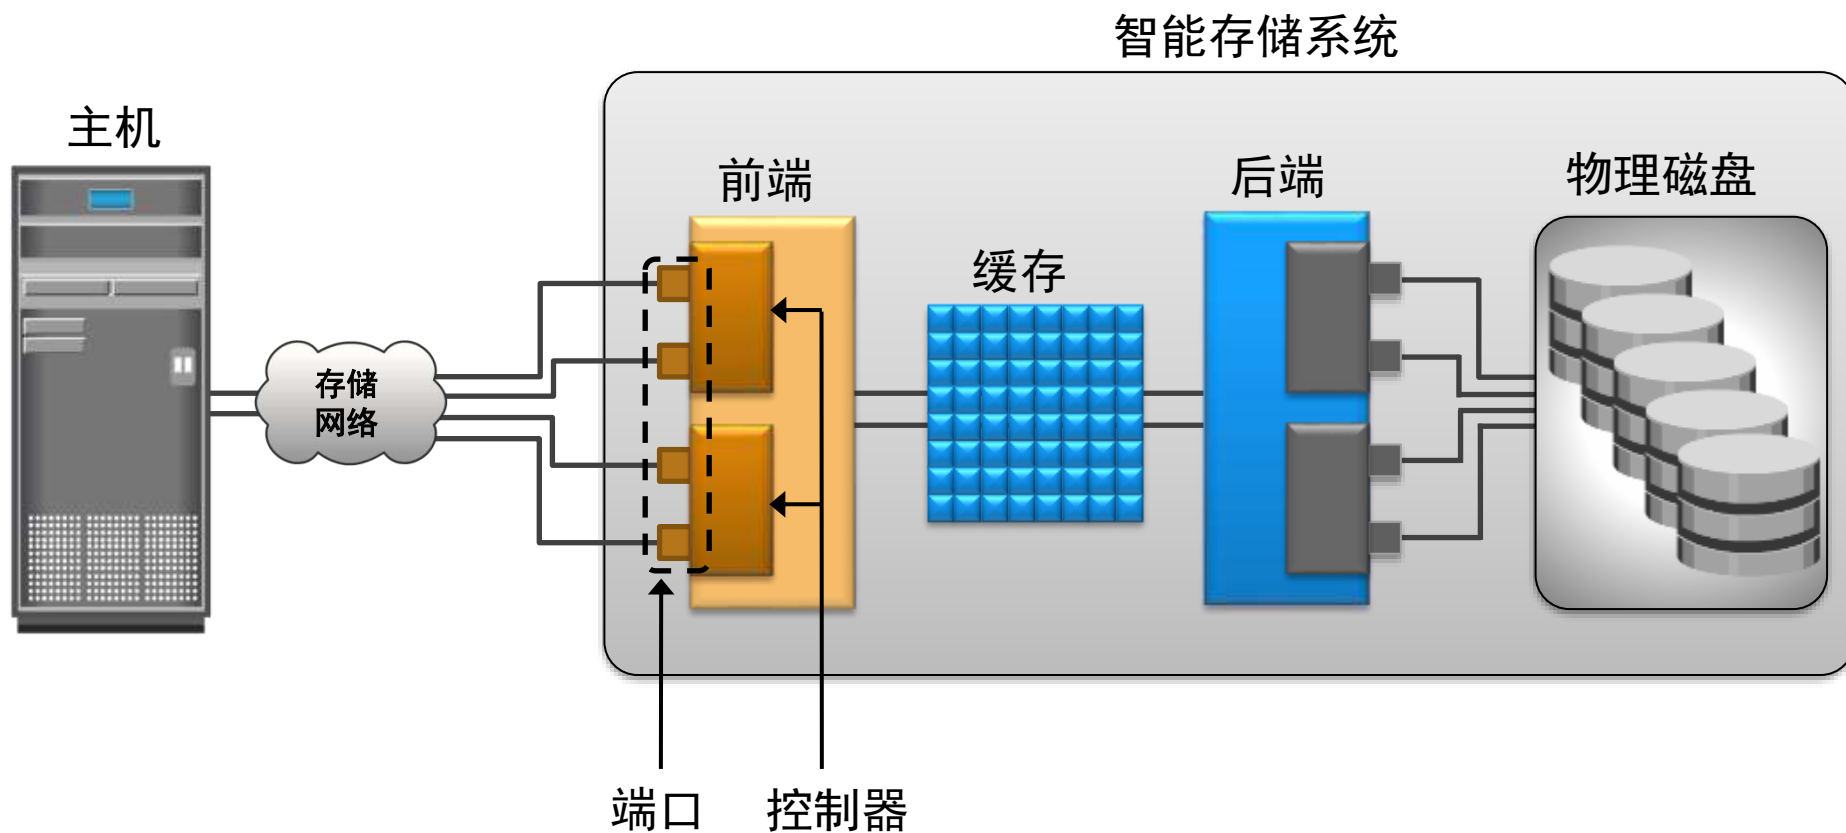 智能存储系统
主机
前端
后端
物理磁盘
缓存
存储
网络
端口
控制器